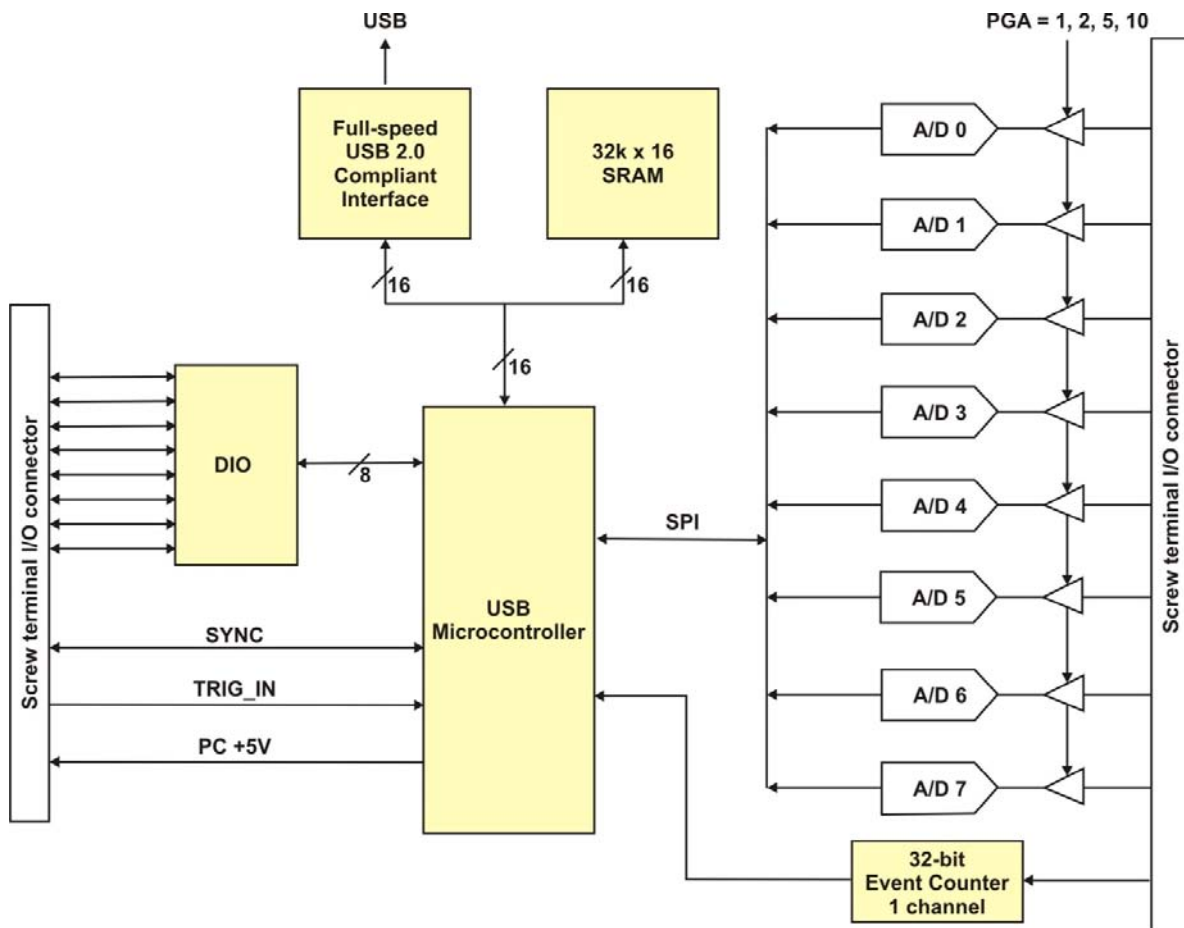 USB
PGA = 1, 2, 5, 10
Full-speed
USB 2.0
Compliant
Interface
32k x 16
SRAM
16
16
16
A/D 0
A/D 1
A/D 2
A/D 3
A/D 4
A/D 5
A/D 6
A/D 7
Screw terminal I/O connector
DIO
8
SPI
USB
Microcontroller
SYNC
TRIG_IN
PC +5V
32-bit
Event Counter
1 channel
Screw terminal I/O connector